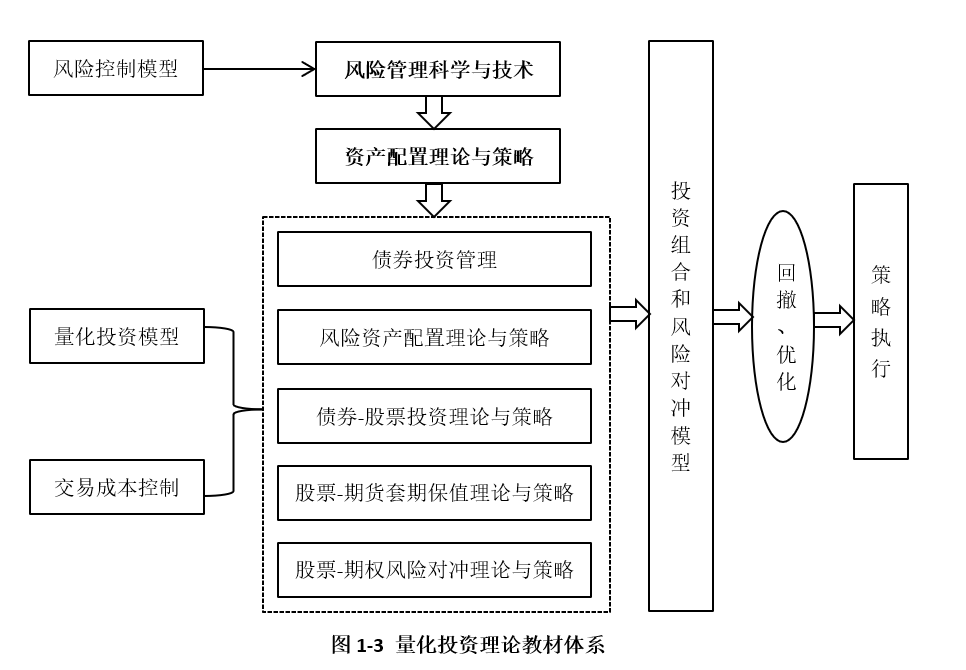 风险控制模型
风险管理科学与技术
资产配置理论与策略
债券投资管理
风险资产配置理论与策略
债券-股票投资理论与策略
股票-期货套期保值理论与策略
股票-期权风险对冲理论与策略
量化投资模型
交易成本控制
投资组合和风险对冲模型
回撤、优化
策略执行
图 1-3 量化投资理论教材体系